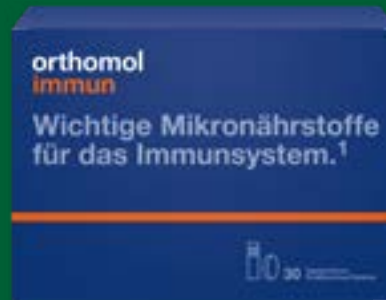 orthomol
immun
Wichtige Mikronährstoffe
für das Immunsystem.¹
30